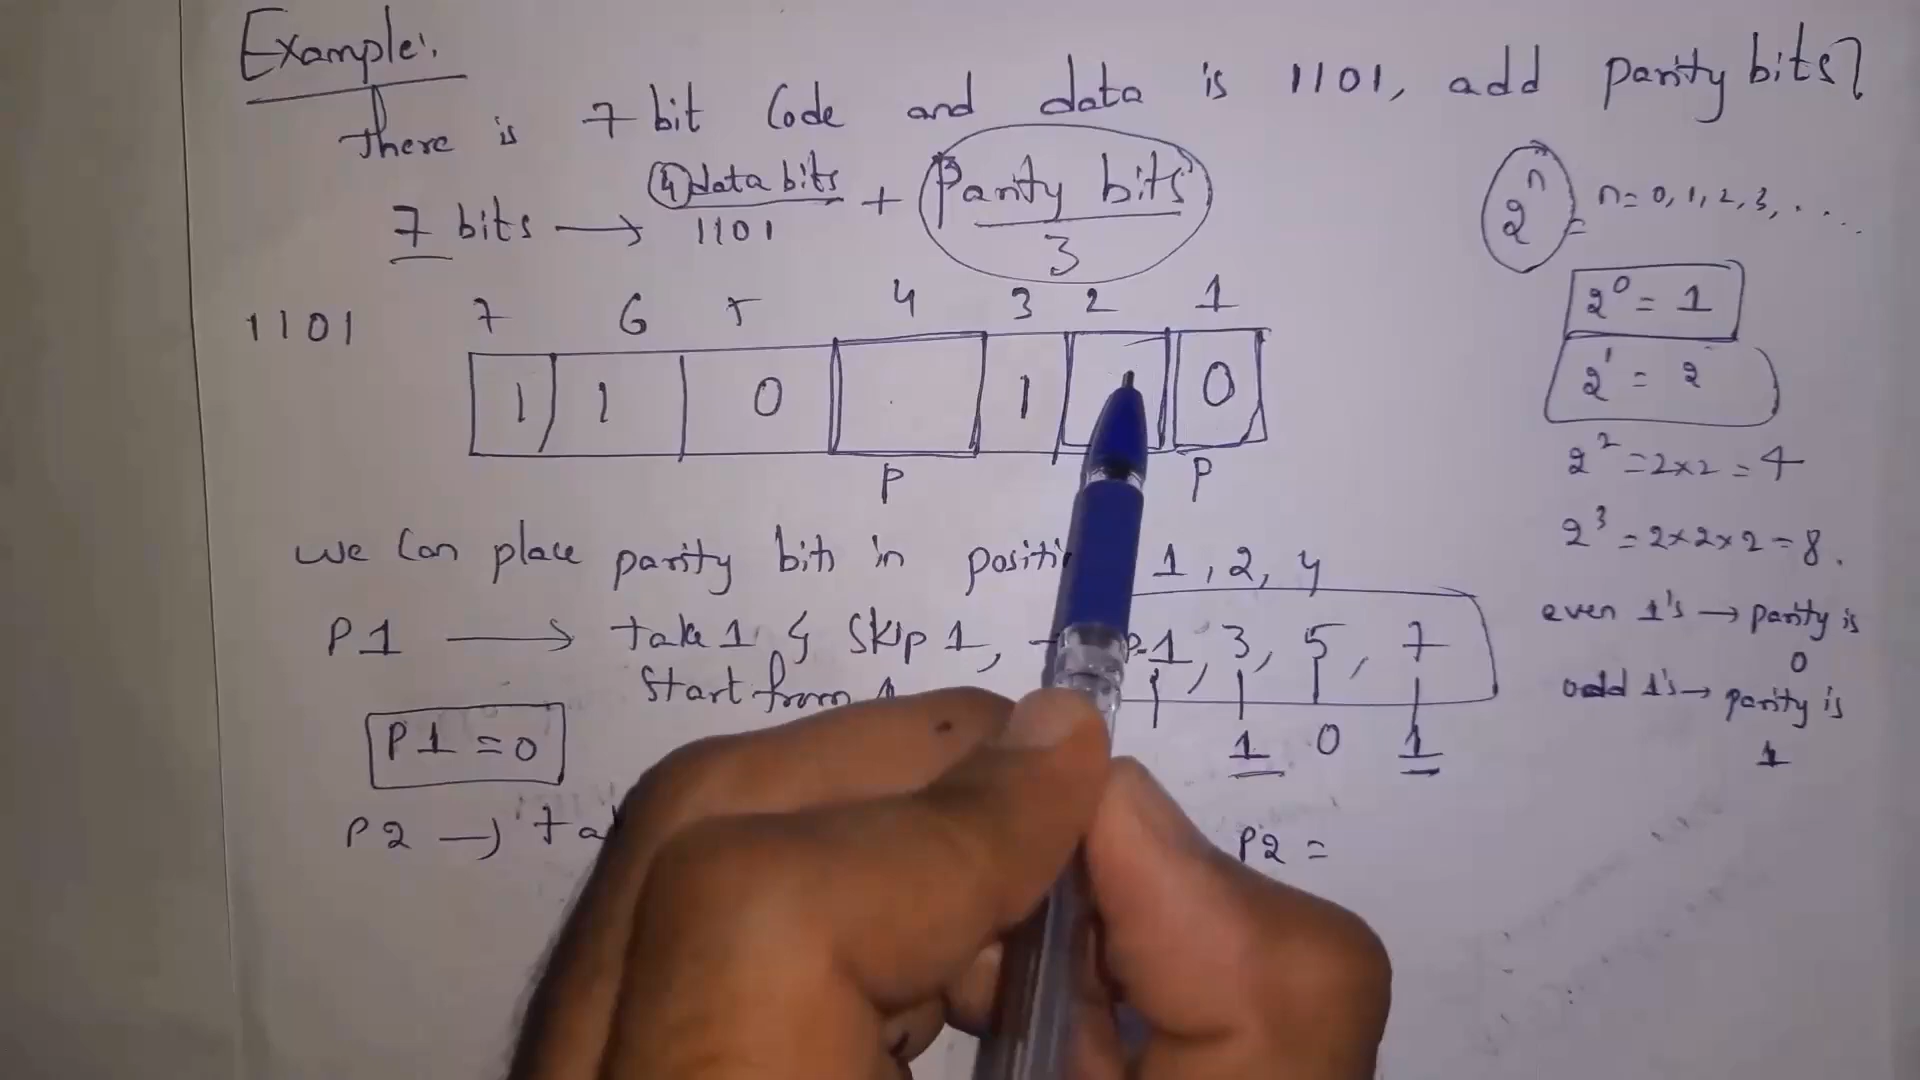 Example:
There is 7 bit Code and data is 1101, add parity bits?
7 bits → 4 data bits + Parity bits
1101 3
2^n = n = 0, 1, 2, 3, ....
1101
7 6 5 4 3 2 1
1 1 0 1 0
P P
2^0 = 1
2^1 = 2
2^2 = 2×2 = 4
2^3 = 2×2×2 = 8.
We Can place parity bits in 1, 2, 4
P1 → take 1 & Skip 1, 1, 3, 5, 7
Start from
1 0 1
P1 = 0
even 1's → parity is
0
odd 1's → parity is
1
P2 → P2 =